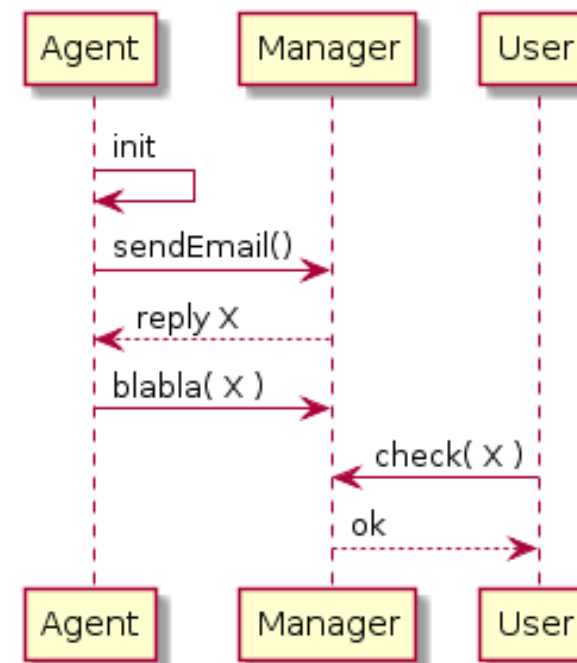 Agent Manager User
init
sendEmail()
reply X
blabla( X )
check( X )
ok
Agent Manager User